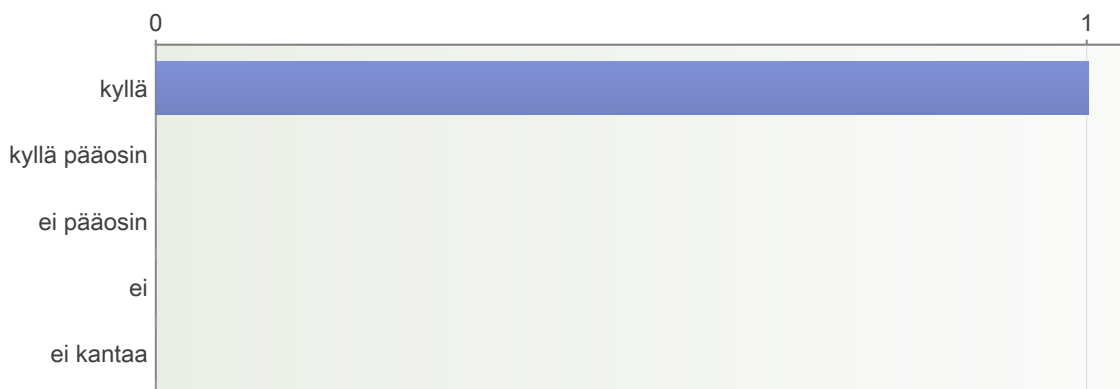 0 1
kyllä
kyllä pääosin
ei pääosin
ei
ei kantaa